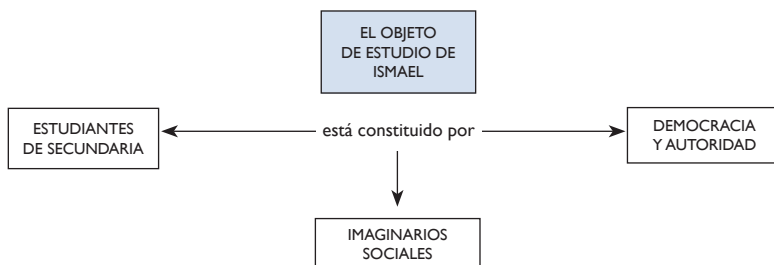 EL OBJETO
DE ESTUDIO DE
ISMAEL
ESTUDIANTES
DE SECUNDARIA
está constituido por
DEMOCRACIA
Y AUTORIDAD
IMAGINARIOS
SOCIALES